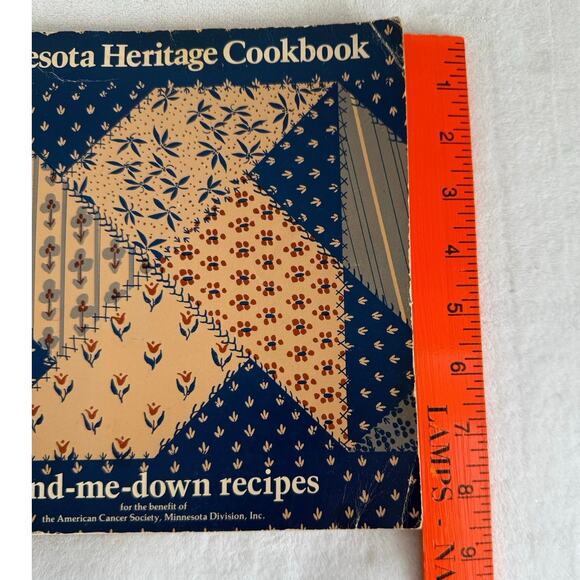 esota Heritage Cookbook
nd-me-down recipes
for the benefit of
the American Cancer Society, Minnesota Division, Inc.
1
2
3
4
5
6
7
8
9
LAMPS - NA